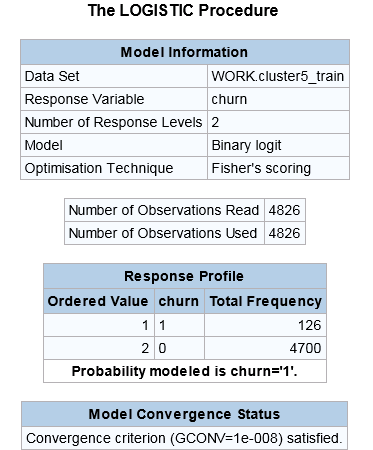 The LOGISTIC Procedure
Model Information
Data Set WORK.cluster5_train
Response Variable churn
Number of Response Levels 2
Model Binary logit
Optimisation Technique Fisher's scoring
Number of Observations Read 4826
Number of Observations Used 4826
Response Profile
Ordered Value churn Total Frequency
1 1 126
2 0 4700
Probability modeled is churn='1'.
Model Convergence Status
Convergence criterion (GCONV=1e-008) satisfied.